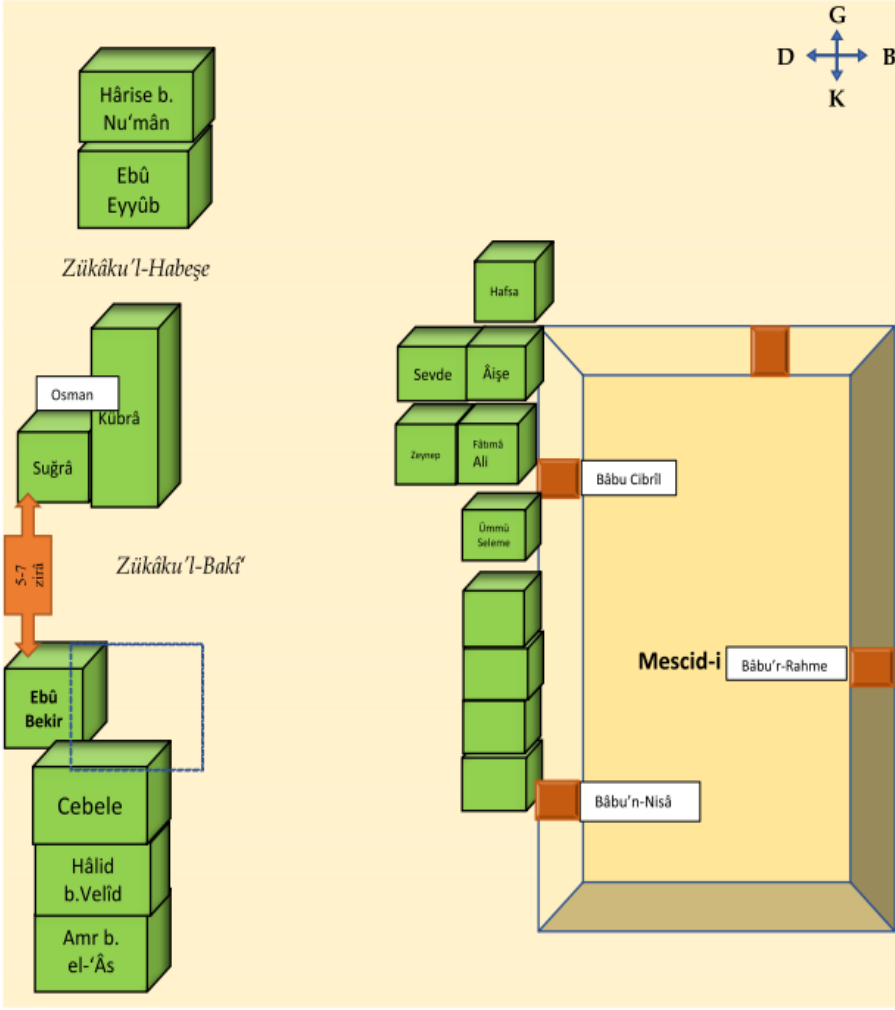 G
D B
K
Hârise b.
Nu‘mân
Ebû
Eyyûb
Zükâku’l-Habeşe
Hafsa
Sevde
Âişe
Osman
Kübrâ
Suğrâ
Zeynep
Fâtımâ
Ali
Bâbu Cibrîl
Ümmü
Seleme
5-7
zirâ
Zükâku’l-Bakî‘
Mescid-i
Bâbu’r-Rahme
Ebû
Bekir
Cebele
Bâbu’n-Nisâ
Hâlid
b.Velîd
Amr b.
el-‘Âs